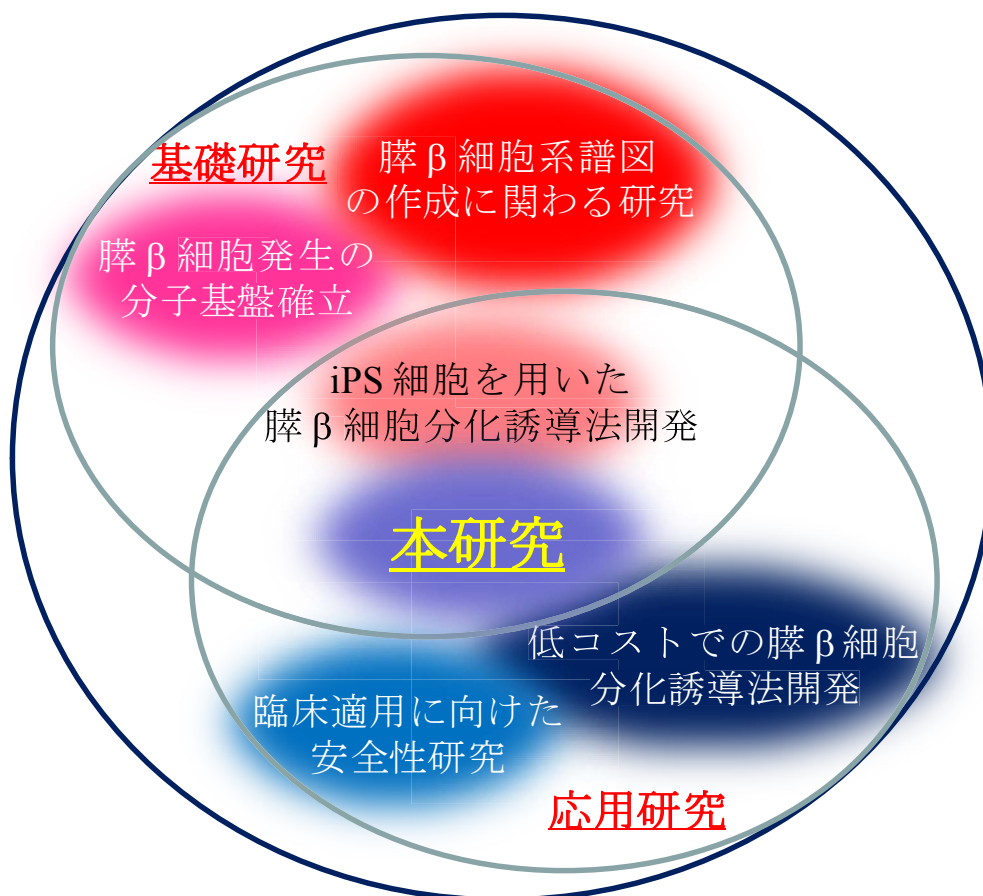 基礎研究
膵β細胞系譜図
の作成に関わる研究
膵β細胞発生の
分子基盤確立
iPS細胞を用いた
膵β細胞分化誘導法開発
本研究
低コストでの膵β細胞
分化誘導法開発
臨床適用に向けた
安全性研究
応用研究